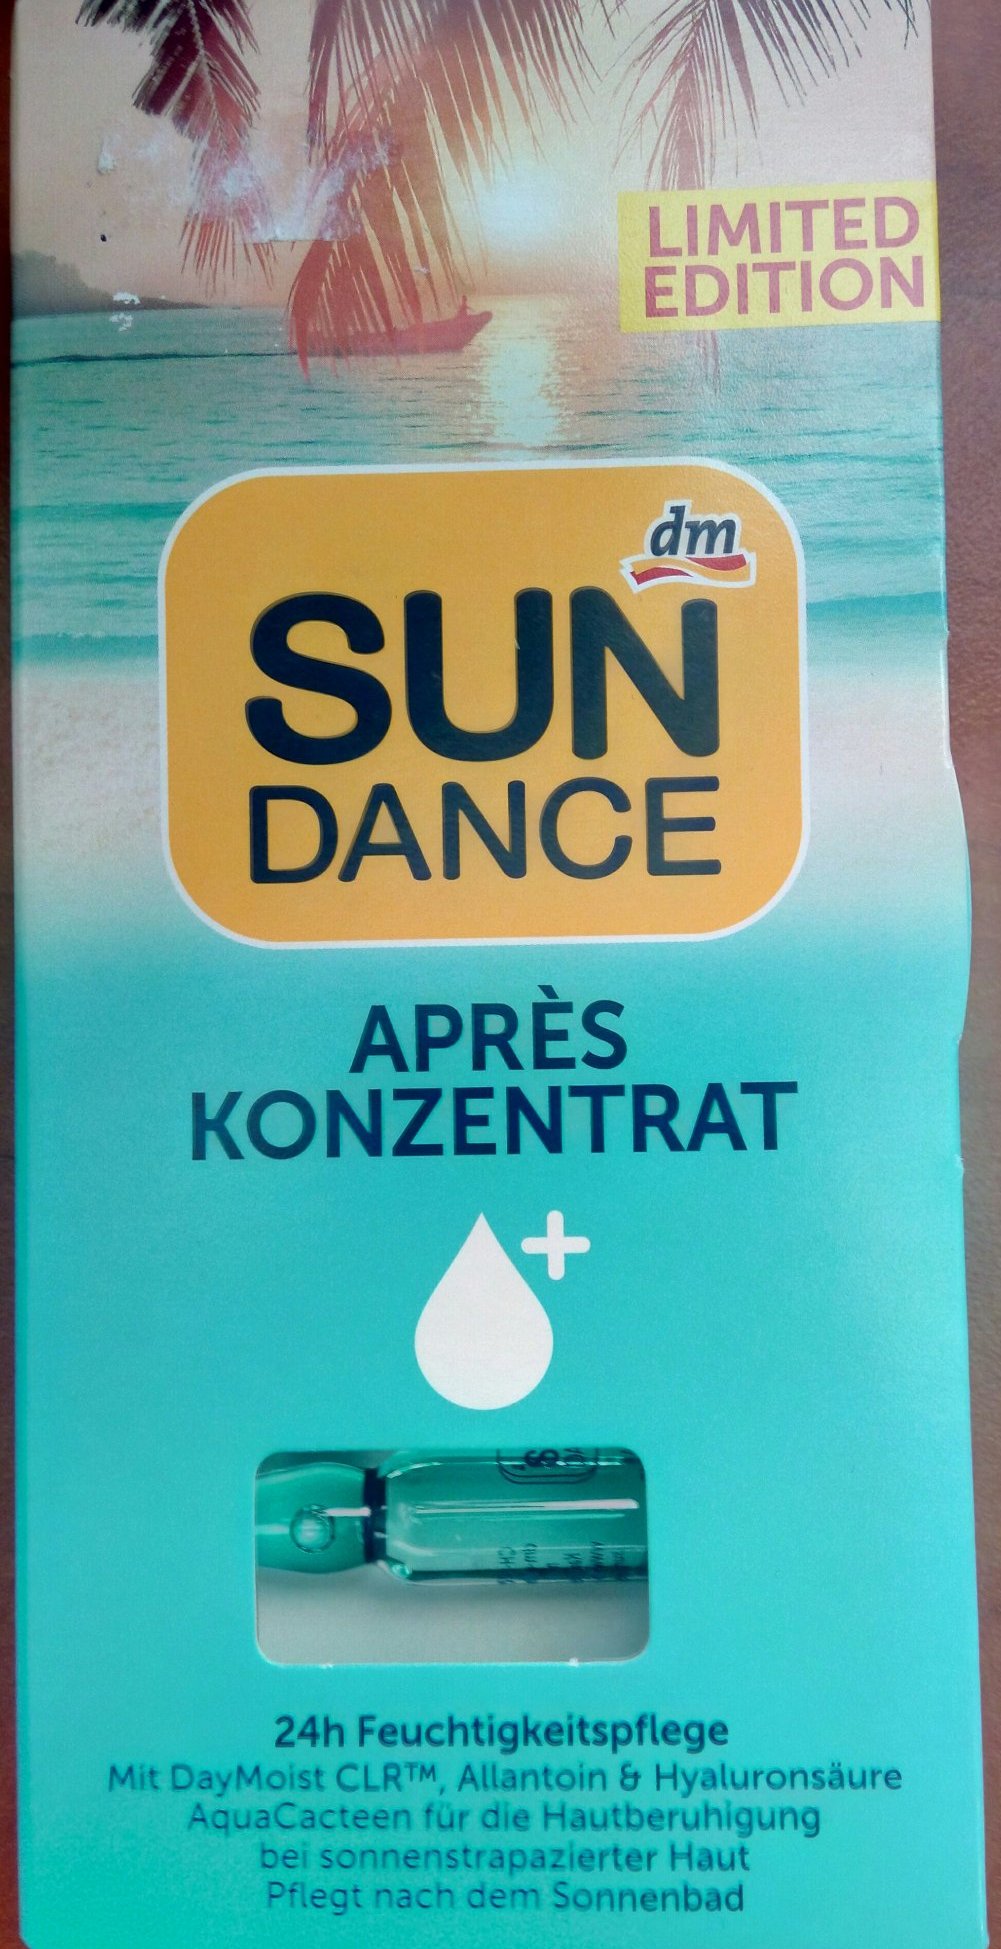 LIMITED
EDITION
dm
SUN
DANCE
APRÈS
KONZENTRAT
24h Feuchtigkeitspflege
Mit DayMoist CLR™, Allantoin & Hyaluronsäure
AquaCacteen für die Hautberuhigung
bei sonnenstrapazierter Haut
Pflegt nach dem Sonnenbad